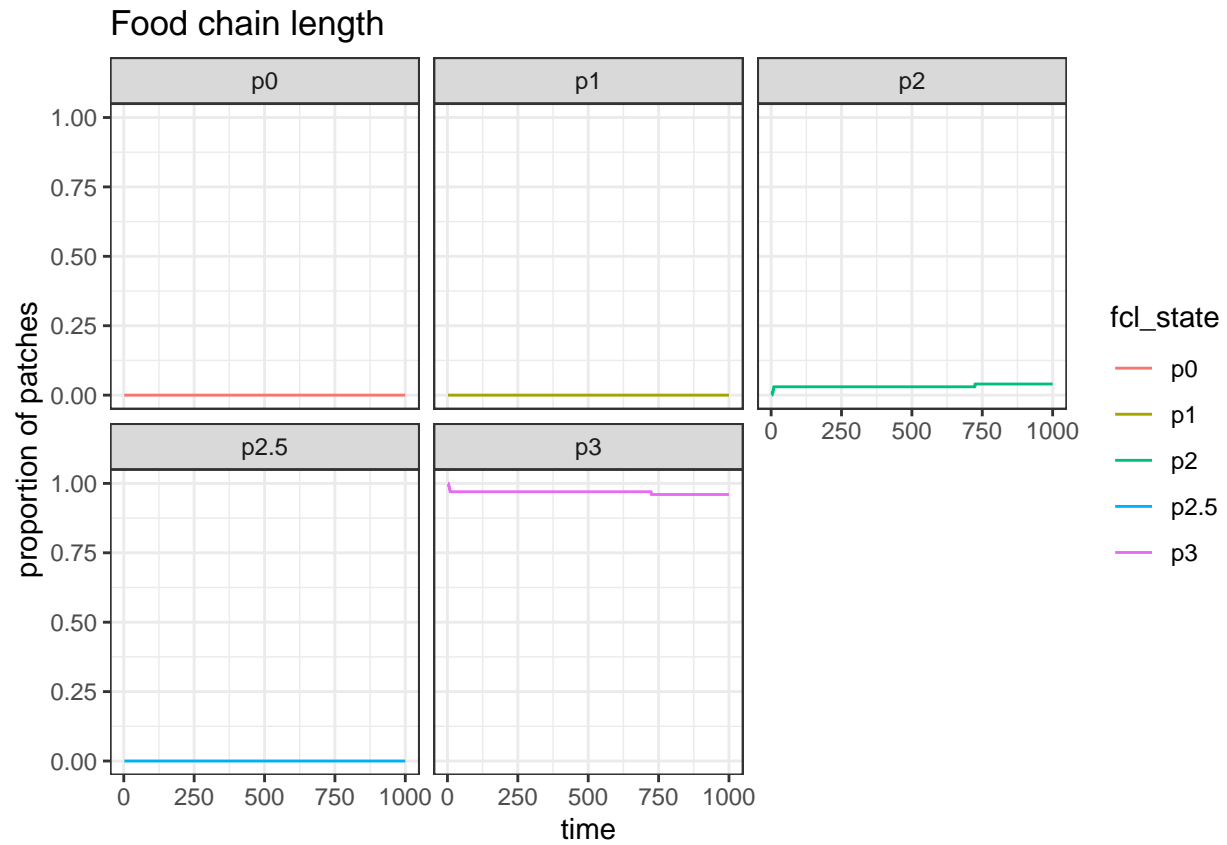 Food chain length
p0 p1 p2
1.00
0.75
0.50
0.25
0.00
0 250 500 750 1000
p2.5 p3
1.00
0.75
0.50
0.25
0.00
0 250 500 750 1000 0 250 500 750 1000
time
proportion of patches
fcl_state
p0
p1
p2
p2.5
p3